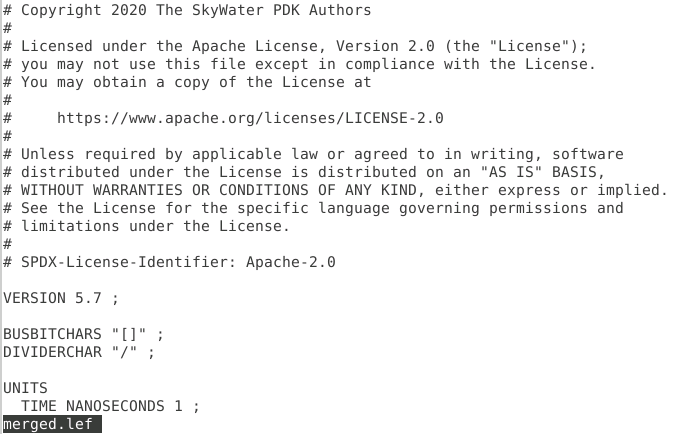 # Copyright 2020 The SkyWater PDK Authors
#
# Licensed under the Apache License, Version 2.0 (the "License");
# you may not use this file except in compliance with the License.
# You may obtain a copy of the License at
#
#     https://www.apache.org/licenses/LICENSE-2.0
#
# Unless required by applicable law or agreed to in writing, software
# distributed under the License is distributed on an "AS IS" BASIS,
# WITHOUT WARRANTIES OR CONDITIONS OF ANY KIND, either express or implied.
# See the License for the specific language governing permissions and
# limitations under the License.
#
# SPDX-License-Identifier: Apache-2.0

VERSION 5.7 ;

BUSBITCHARS "[]" ;
DIVIDERCHAR "/" ;

UNITS
  TIME NANOSECONDS 1 ;
merged.lef